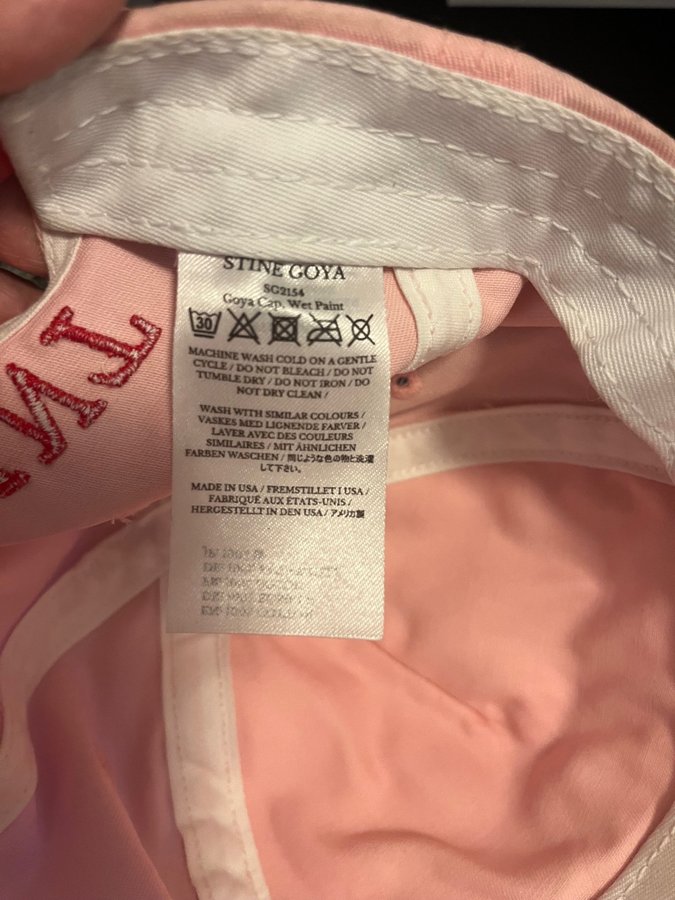 STINE GOYA
SG2154
Goya Cap, Wet Paint
30
MACHINE WASH COLD ON A GENTLE
CYCLE / DO NOT BLEACH / DO NOT
TUMBLE DRY / DO NOT IRON / DO
NOT DRY CLEAN /
WASH WITH SIMILAR COLOURS /
VASKES MED LIGNENDE FARVER /
LAVER AVEC DES COULEURS
SIMILAIRES / MIT ÄHNLICHEN
FARBEN WASCHEN / 同じような色の物と洗濯
して下さい。
MADE IN USA / FREMSTILLET I USA /
FABRIQUÉ AUX ÉTATS-UNIS /
HERGESTELLT IN DEN USA / アメリカ製